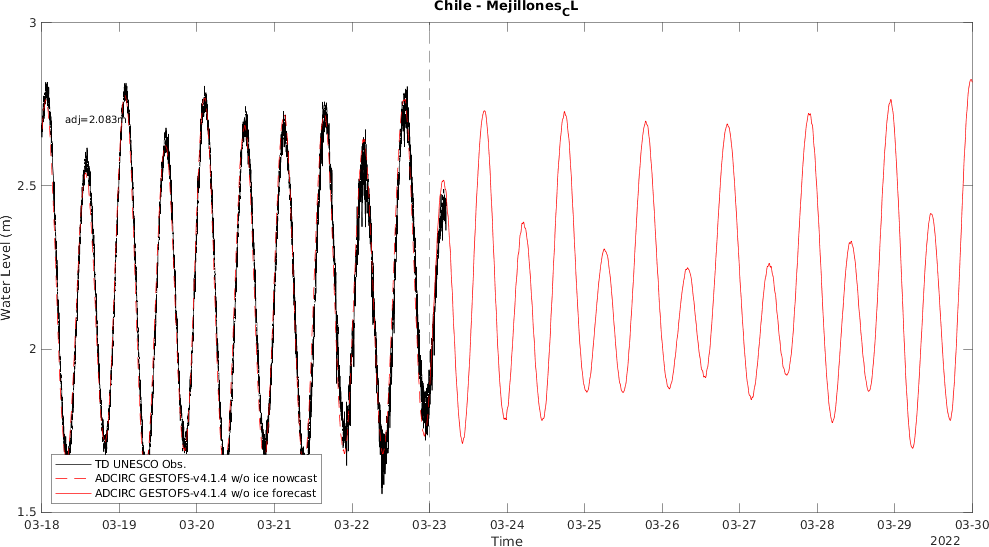 Chile - Mejillones_CL
3
2.5
2
1.5
Water Level (m)
adj=2.083m
TD UNESCO Obs.
ADCIRC GESTOFS-v4.1.4 w/o ice nowcast
ADCIRC GESTOFS-v4.1.4 w/o ice forecast
03-18 03-19 03-20 03-21 03-22 03-23 03-24 03-25 03-26 03-27 03-28 03-29 03-30
Time
2022